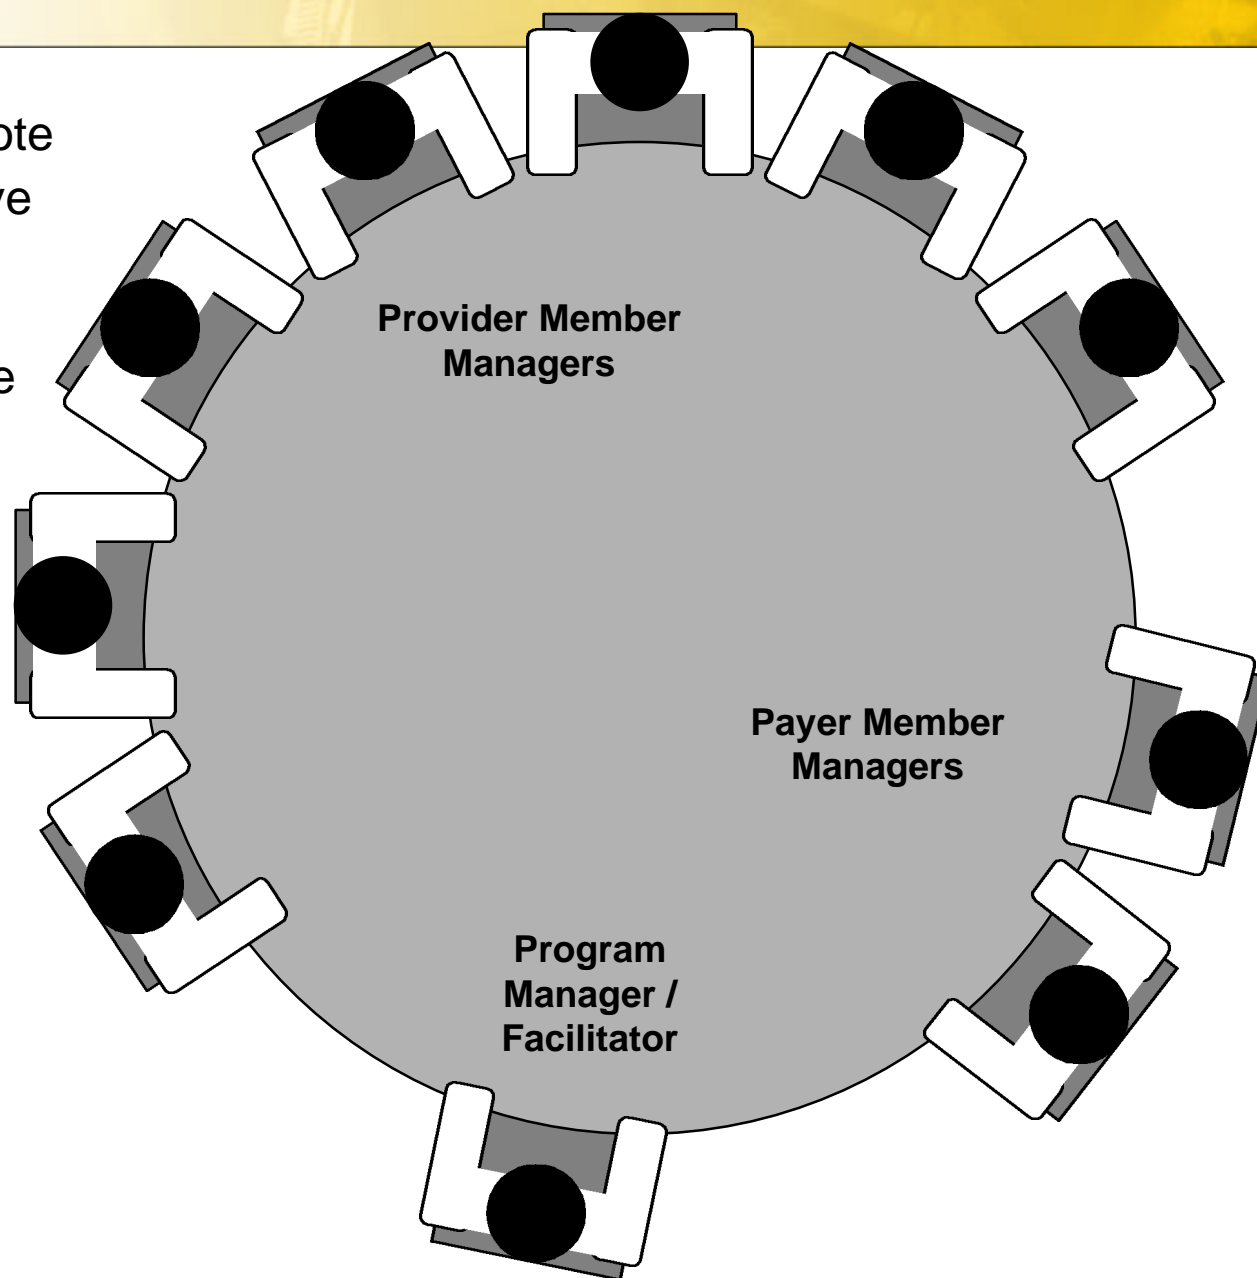 Provider Member
Managers
Payer Member
Managers
Program
Manager /
Facilitator